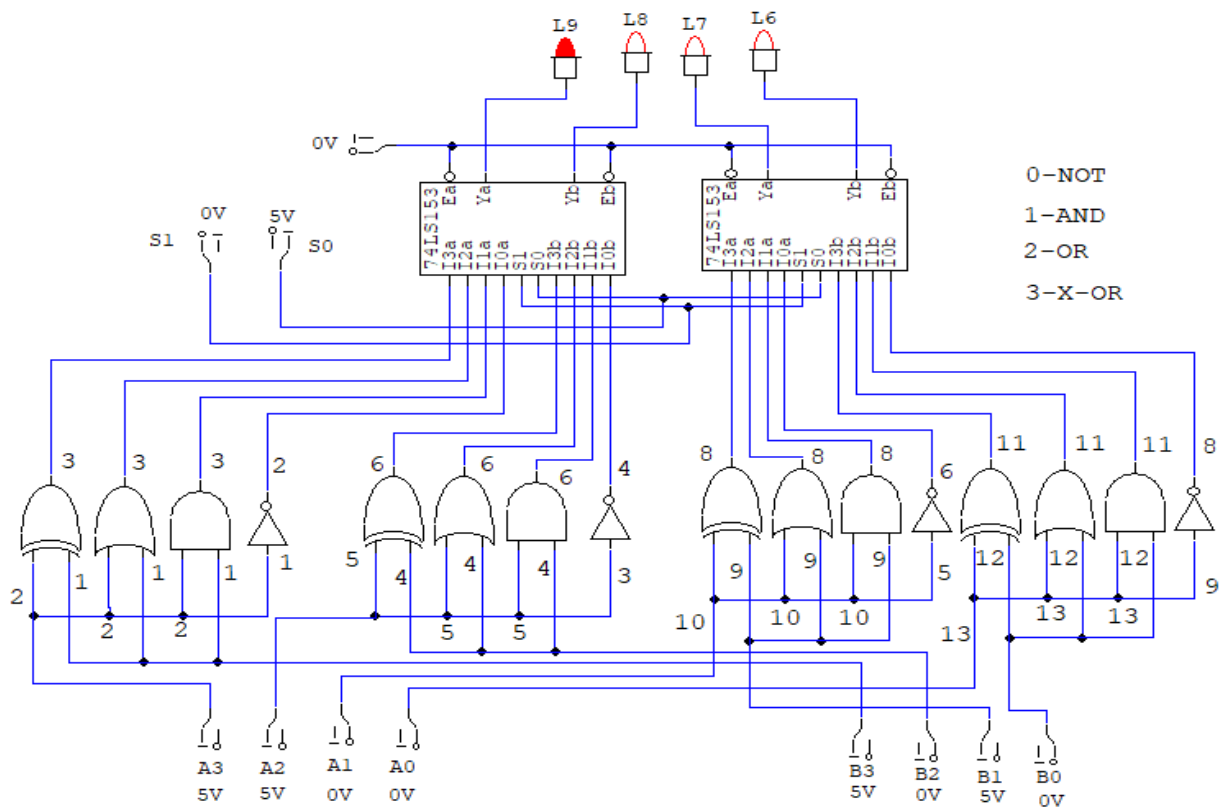 L9 L8 L7 L6
0V
0-NOT
1-AND
2-OR
3-X-OR
0V 5V
S1 S0
74LS153 Ea Ya Yb Eb
I3a I2a I1a I0a S1 S0 I3b I2b I1b I0b
74LS153 Ea Ya Yb Eb
I3a I2a I1a I0a S1 S0 I3b I2b I1b I0b
3 3 3 2 6 6 6 4 8 8 8 6 11 11 11 8
2 1 1 1 1 5 4 4 4 3 9 9 9 5 12 12 12 9
2 2 5 5 10 10 10 13 13 13
A3 A2 A1 A0 B3 B2 B1 B0
5V 5V 0V 0V 5V 0V 5V 0V